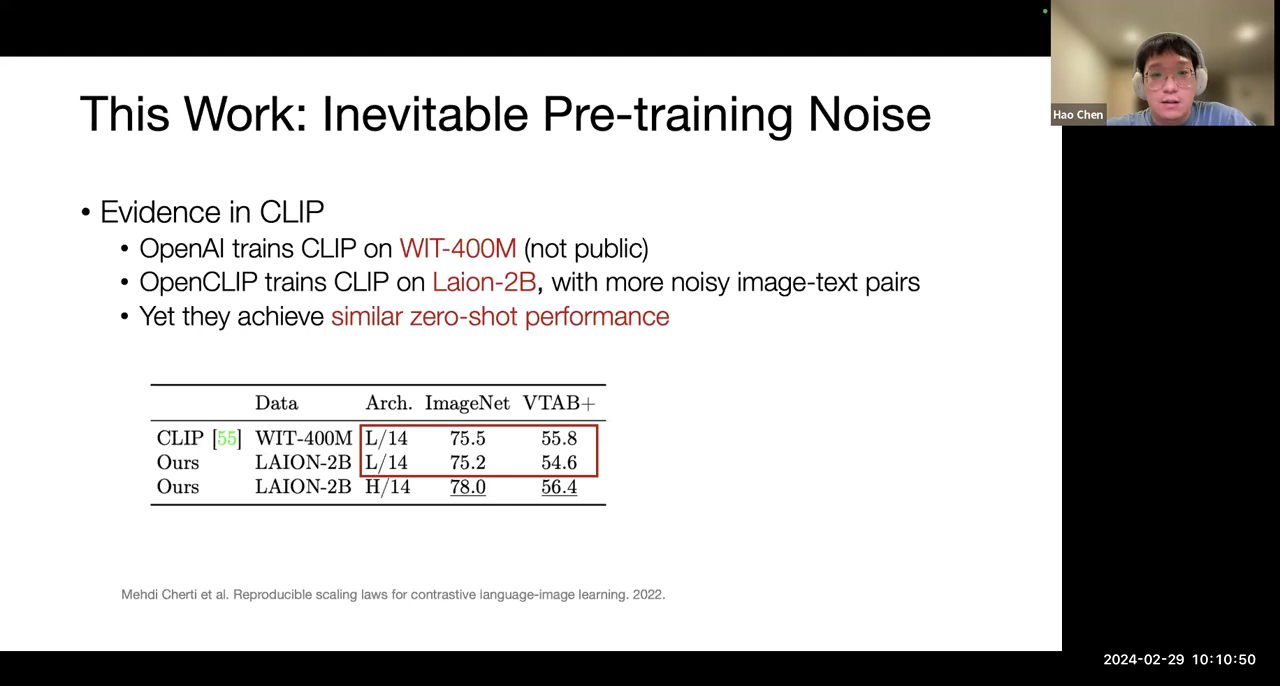 Hao Chen
This Work: Inevitable Pre-training Noise
• Evidence in CLIP
• OpenAI trains CLIP on WIT-400M (not public)
• OpenCLIP trains CLIP on Laion-2B, with more noisy image-text pairs
• Yet they achieve similar zero-shot performance
Data Arch. ImageNet VTAB+
CLIP [55] WIT-400M L/14 75.5 55.8
Ours LAION-2B L/14 75.2 54.6
Ours LAION-2B H/14 78.0 56.4
Mehdi Cherti et al. Reproducible scaling laws for contrastive language-image learning. 2022.
2024-02-29 10:10:50